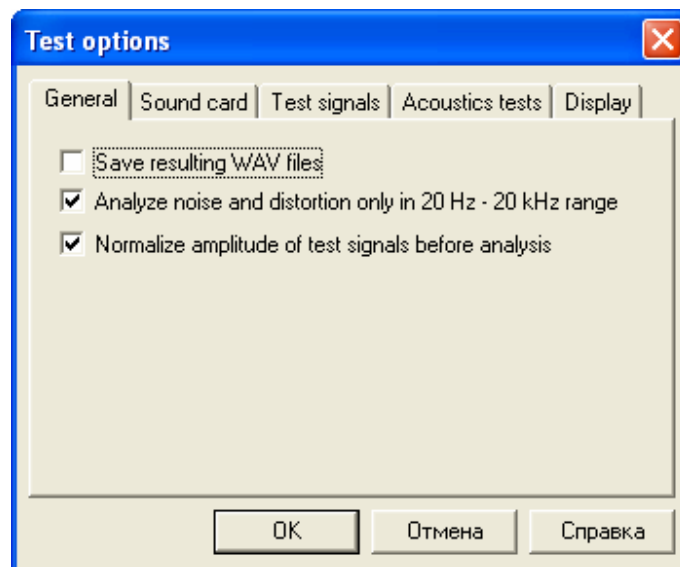 Test options
General Sound card Test signals Acoustics tests Display
Save resulting WAV files
Analyze noise and distortion only in 20 Hz - 20 kHz range
Normalize amplitude of test signals before analysis
OK Отмена Справка